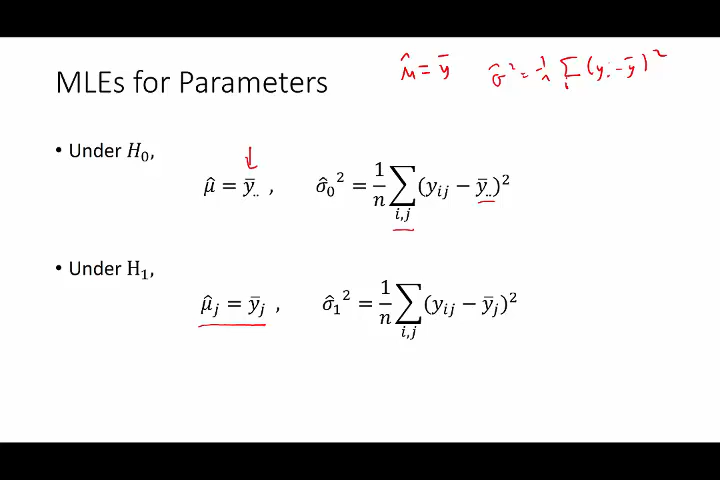 MLEs for Parameters
μ̂ = ȳ σ̂² = 1/n Σᵢ (yᵢ - ȳ)²
• Under H₀,
μ̂ = ȳ.. , σ̂₀² = 1/n Σᵢ,ⱼ (yᵢⱼ − ȳ..)²
• Under H₁,
μ̂ⱼ = ȳⱼ , σ̂₁² = 1/n Σᵢ,ⱼ (yᵢⱼ − ȳⱼ)²